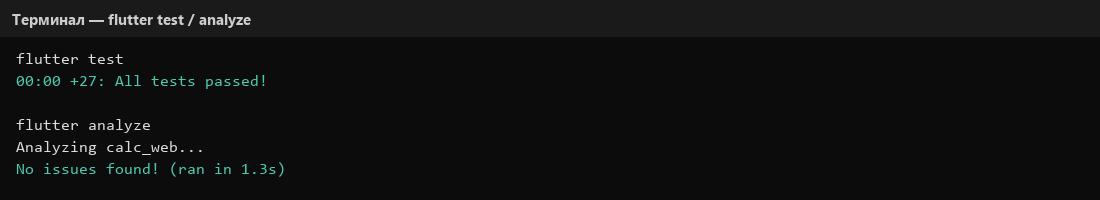 Терминал — flutter test / analyze
flutter test
00:00 +27: All tests passed!
flutter analyze
Analyzing calc_web...
No issues found! (ran in 1.3s)